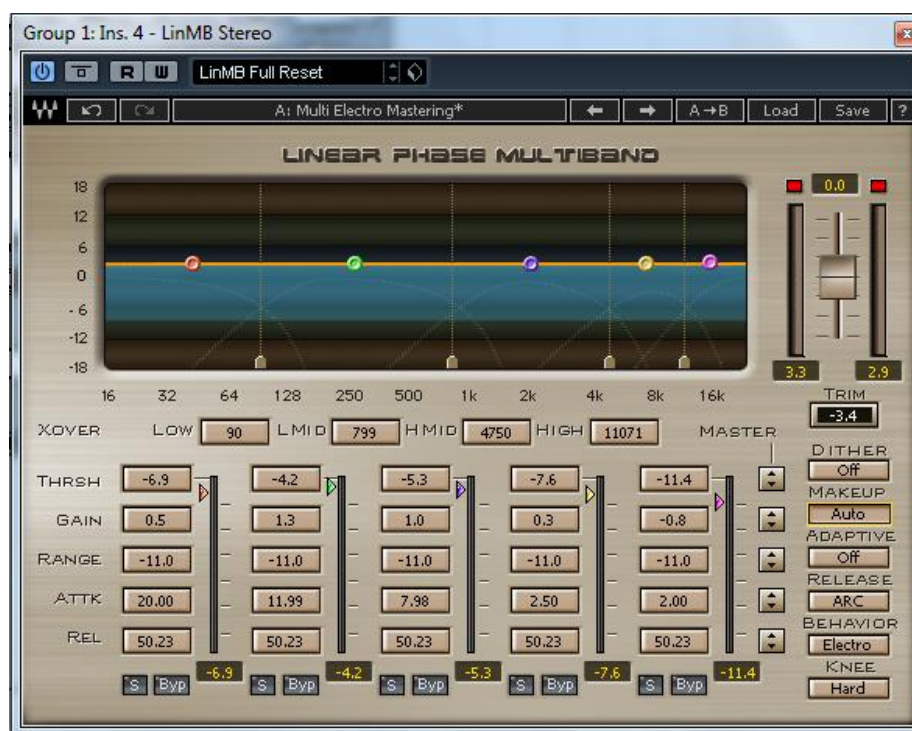 Group 1: Ins. 4 - LinMB Stereo
R W LinMB Full Reset
A: Multi Electro Mastering* A→B Load Save ?
LINEAR PHASE MULTIBAND
18
12
6
0
-6
-12
-18
16 32 64 128 250 500 1k 2k 4k 8k 16k
0.0
3.3 2.9
TRIM
-3.4
XOVER LOW 90 LMID 799 HMID 4750 HIGH 11071 MASTER
THRSH -6.9 -4.2 -5.3 -7.6 -11.4
GAIN 0.5 1.3 1.0 0.3 -0.8
RANGE -11.0 -11.0 -11.0 -11.0 -11.0
ATTK 20.00 11.99 7.98 2.50 2.00
REL 50.23 50.23 50.23 50.23 50.23
-6.9 -4.2 -5.3 -7.6 -11.4
S Byp S Byp S Byp S Byp S Byp
DITHER
Off
MAKEUP
Auto
ADAPTIVE
Off
RELEASE
ARC
BEHAVIOR
Electro
KNEE
Hard